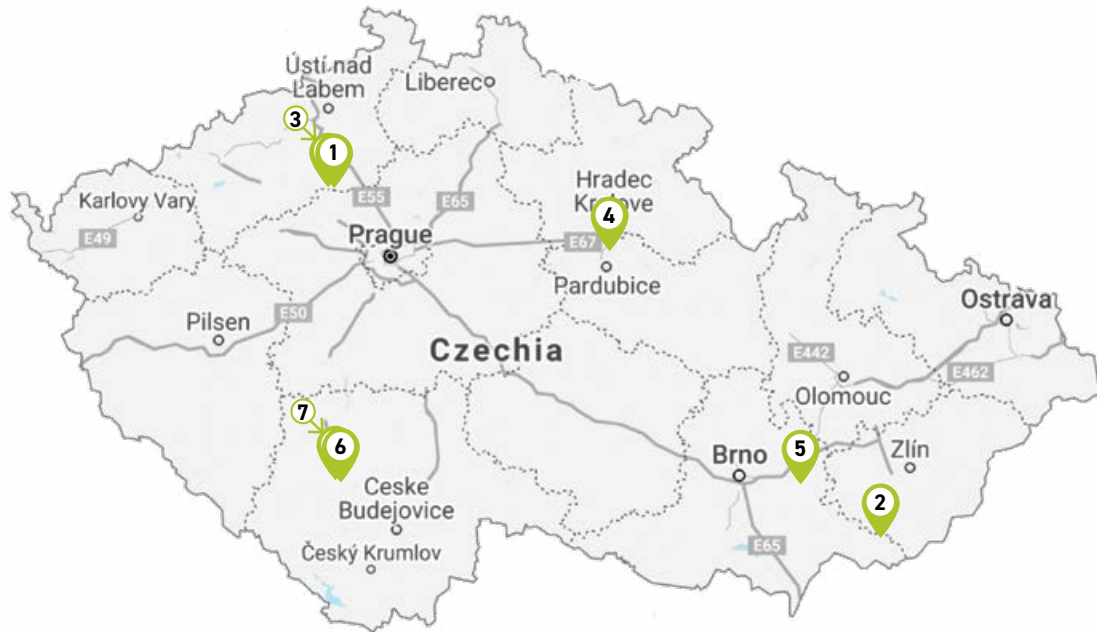 Ústí nad
Labem
Liberec
3
1
Karlovy Vary
E55
E65
Hradec
Kralove
4
E49
Prague
E67
Pardubice
Ostrava
E50
Pilsen
Czechia
E442
E462
Olomouc
7
6
Brno
5
Zlín
Ceske
Budejovice
2
Český Krumlov
E65